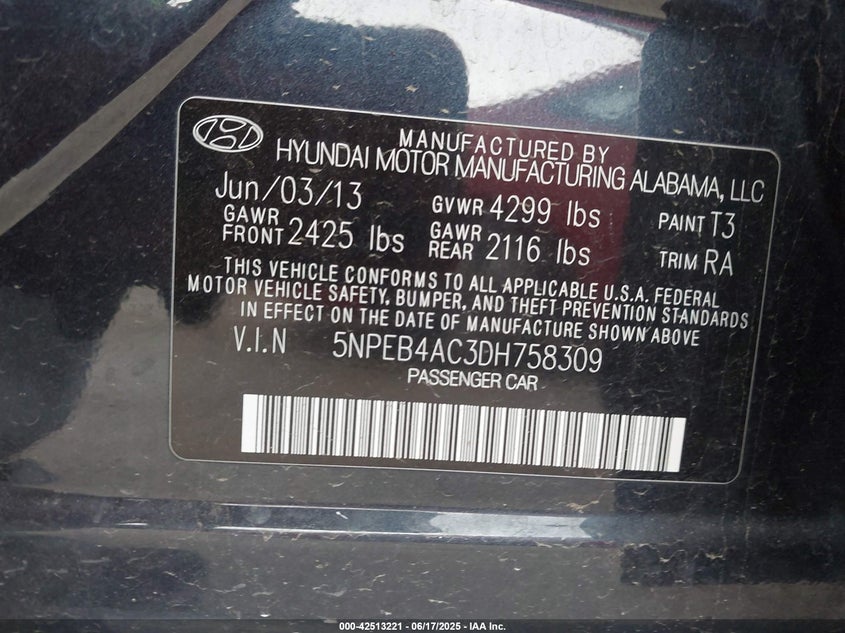 MANUFACTURED BY
HYUNDAI MOTOR MANUFACTURING ALABAMA, LLC
Jun/03/13 GVWR 4299 lbs PAINT T3
GAWR FRONT 2425 lbs GAWR REAR 2116 lbs TRIM RA
THIS VEHICLE CONFORMS TO ALL APPLICABLE U.S.A. FEDERAL
MOTOR VEHICLE SAFETY, BUMPER, AND THEFT PREVENTION STANDARDS
IN EFFECT ON THE DATE OF MANUFACTURE SHOWN ABOVE
V.I.N 5NPEB4AC3DH758309
PASSENGER CAR
000-42513221 - 06/17/2025 - IAA Inc.